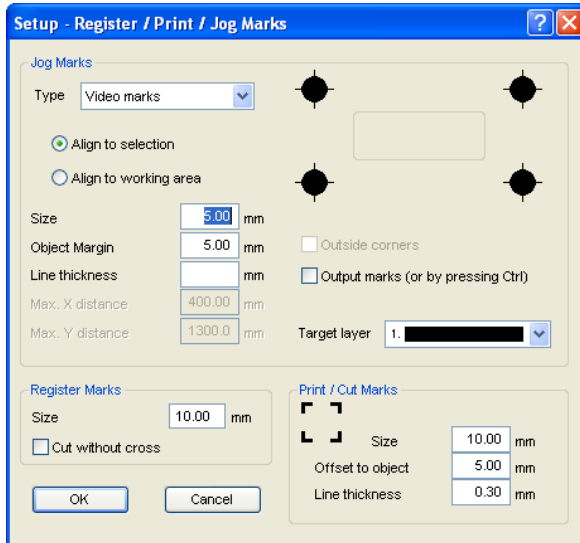 Setup - Register / Print / Jog Marks
Jog Marks
Type Video marks
Align to selection
Align to working area
Size 5.00 mm
Object Margin 5.00 mm
Line thickness mm
Max. X distance 400.00 mm
Max. Y distance 1300.0 mm
Outside corners
Output marks (or by pressing Ctrl)
Target layer 1.
Register Marks
Size 10.00 mm
Cut without cross
OK Cancel
Print / Cut Marks
Size 10.00 mm
Offset to object 5.00 mm
Line thickness 0.30 mm